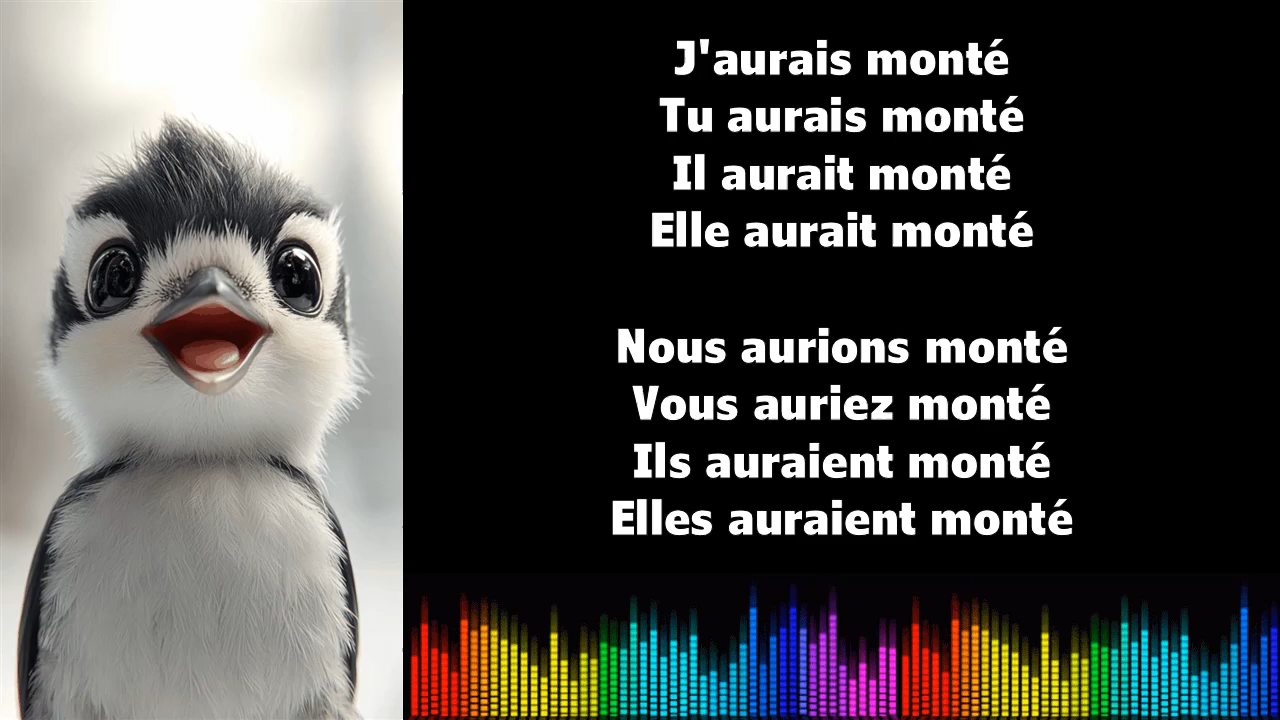 J'aurais monté
Tu aurais monté
Il aurait monté
Elle aurait monté
Nous aurions monté
Vous auriez monté
Ils auraient monté
Elles auraient monté